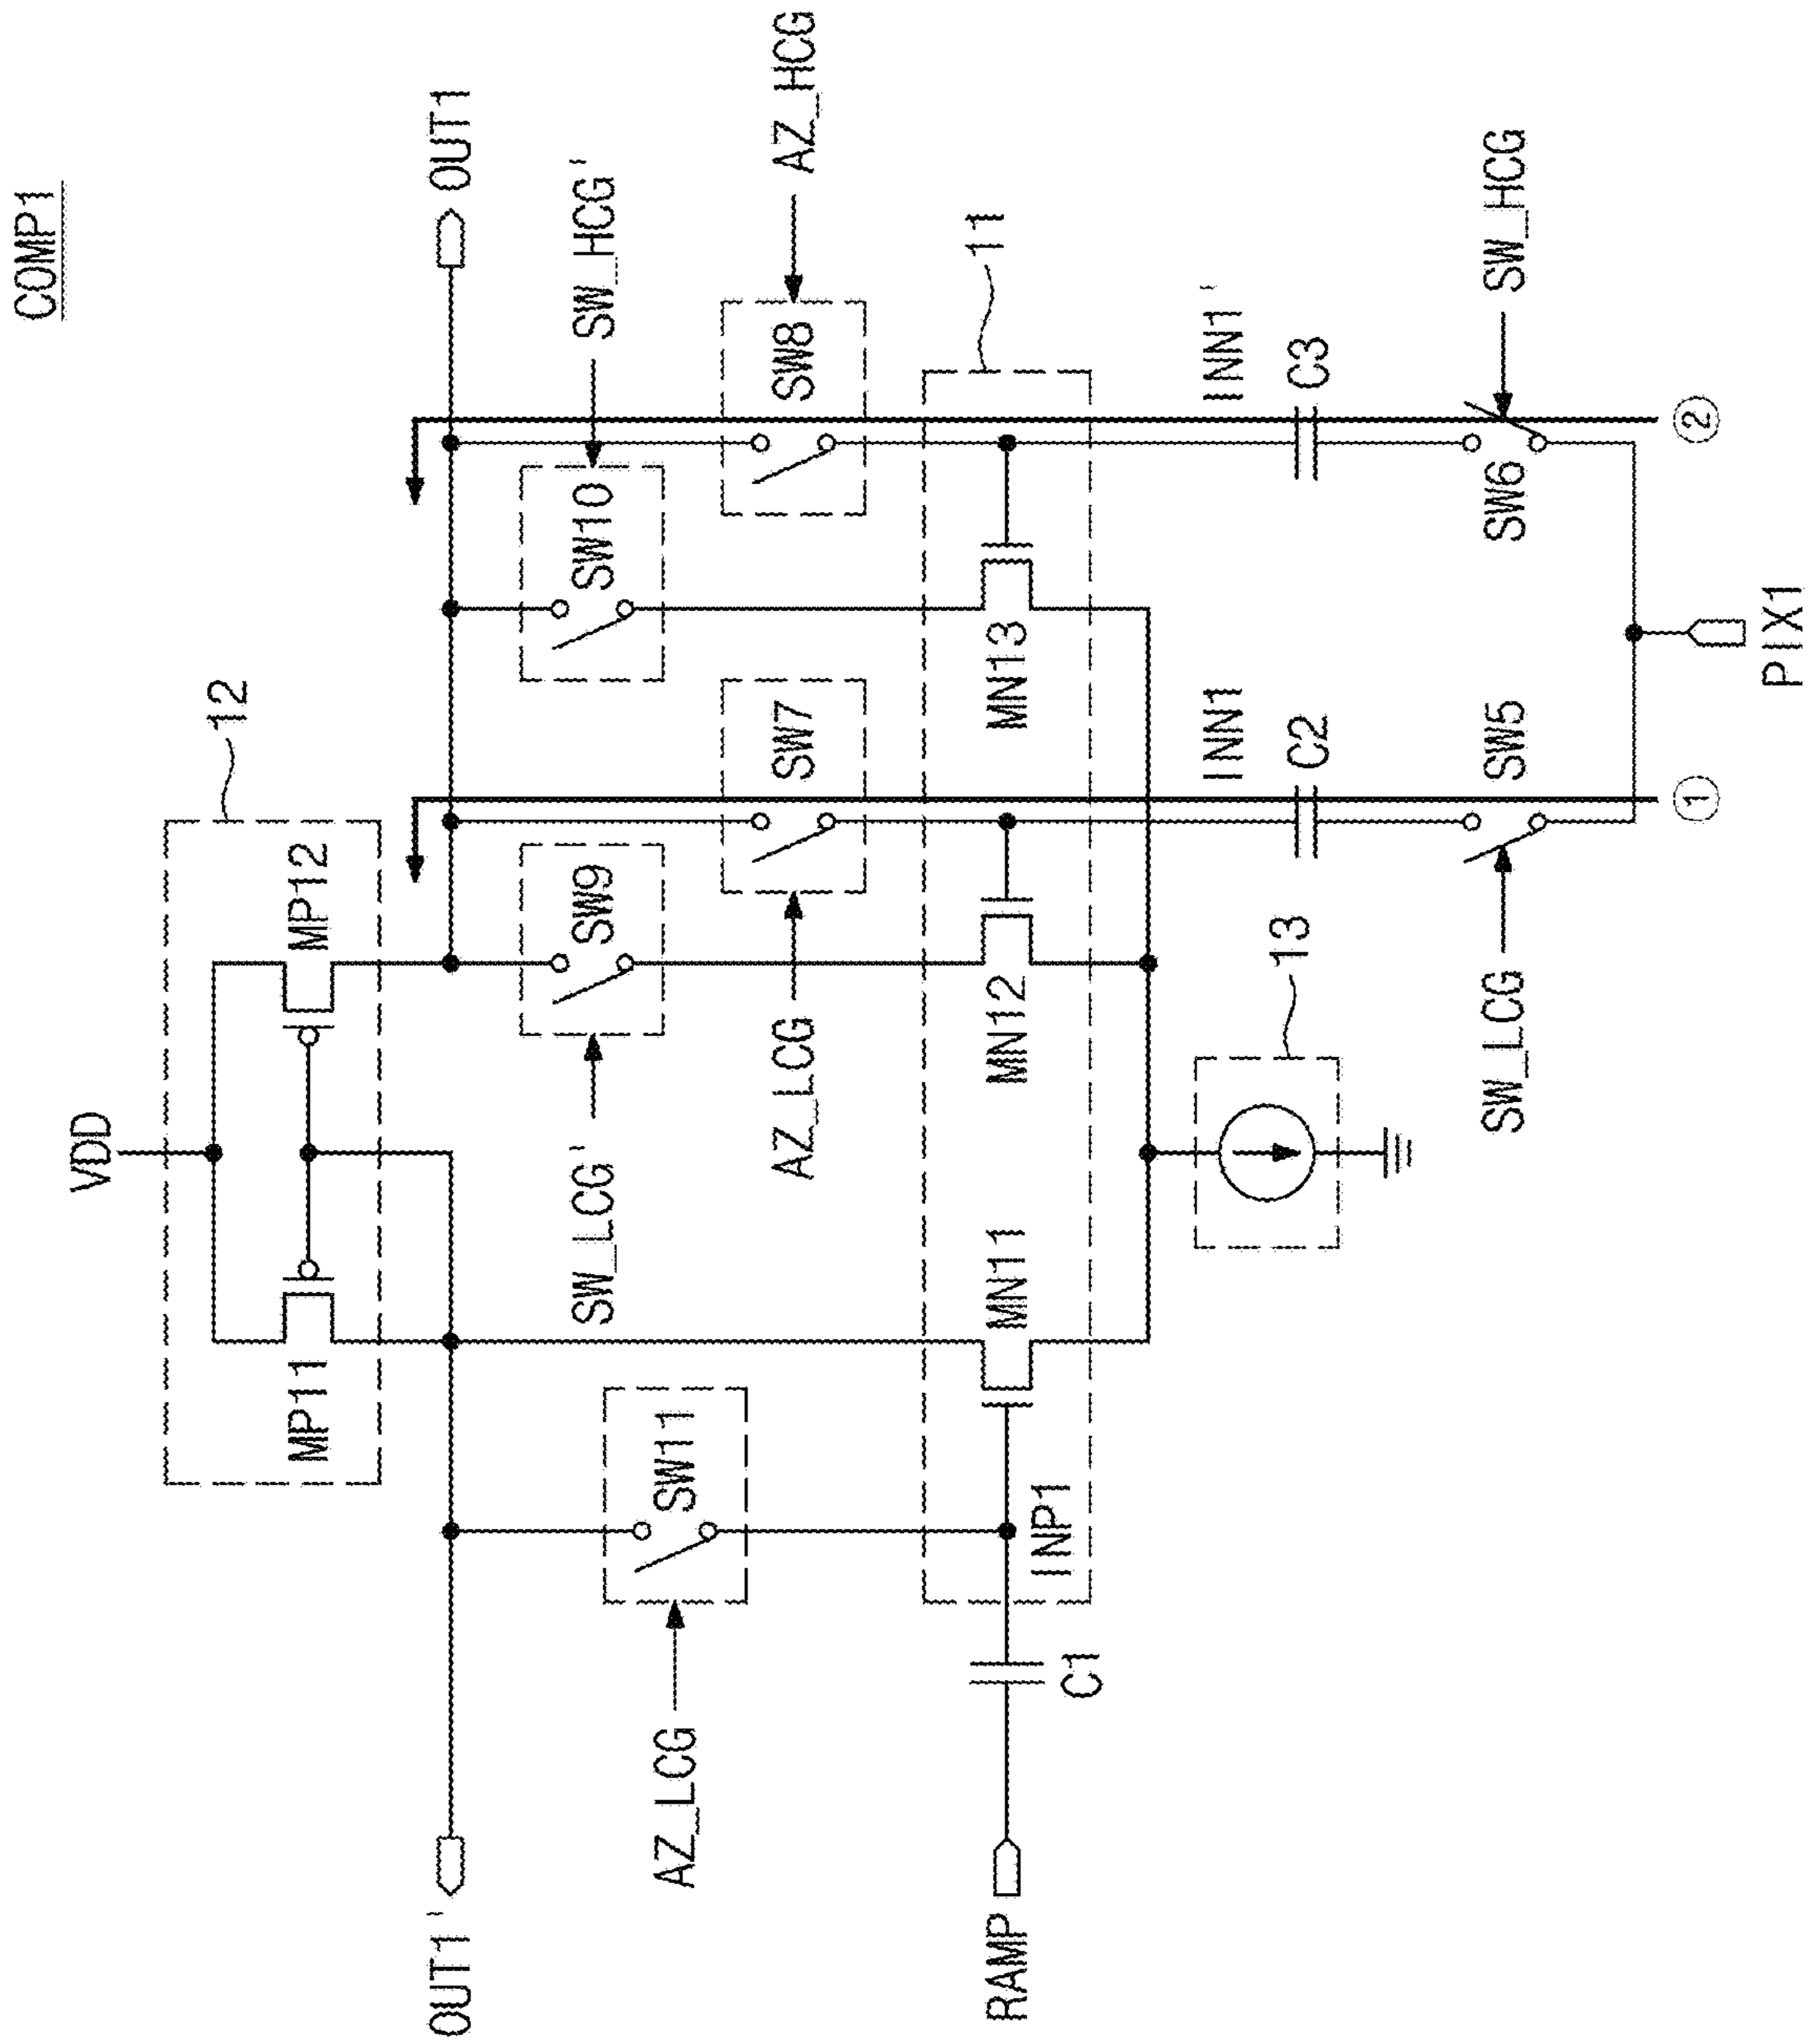 COMP1
VDD
12
MP11
MP12
OUT1'
OUT1
SW_LCG'
SW9
SW10
SW_HCG'
AZ_LCG
SW11
AZ_LCG
SW7
SW8
AZ_HCG
11
RAMP
C1
INP1
MN11
MN12
MN13
INN1
INN1'
13
C2
C3
SW_LCG
SW5
SW6
SW_HCG
①
②
PIX1